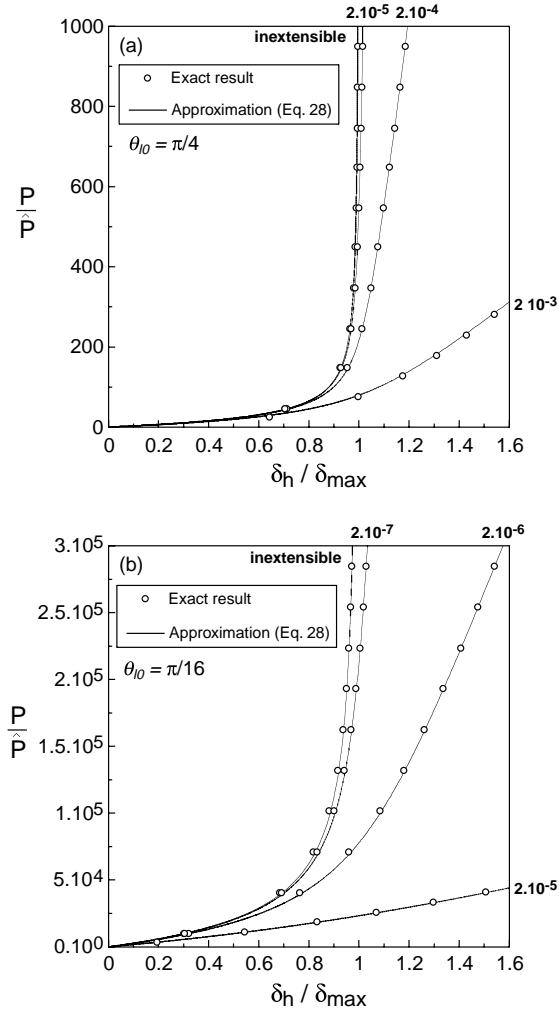 2.10-5 2.10-4
1000
(a)
inextensible
Exact result
Approximation (Eq. 28)
θl0 = π/4
800
600
P
P̂
400
2 10-3
200
0
0 0.2 0.4 0.6 0.8 1 1.2 1.4 1.6
δh / δmax
2.10-7 2.10-6
3.105
(b)
inextensible
Exact result
Approximation (Eq. 28)
θl0 = π/16
2.5.105
2.105
P
P̂
1.5.105
1.105
5.104
2.10-5
0.100
0 0.2 0.4 0.6 0.8 1 1.2 1.4 1.6
δh / δmax